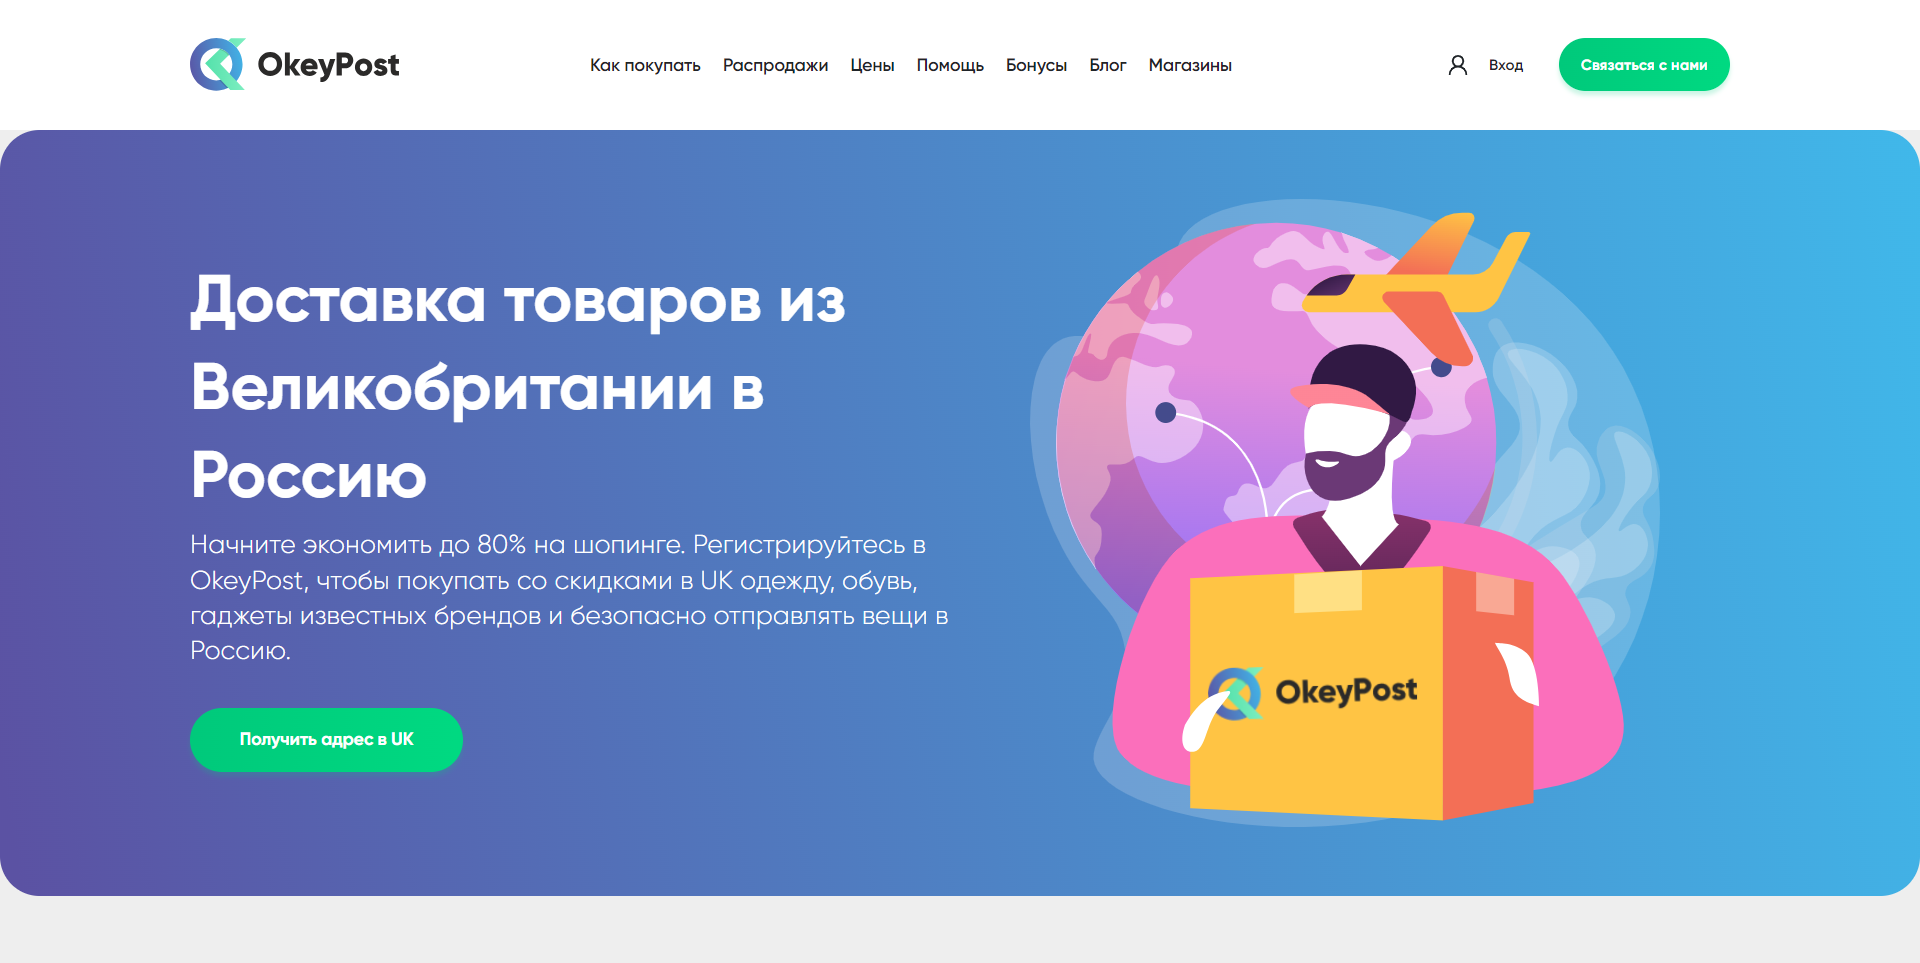 OkeyPost
Как покупать Распродажи Цены Помощь Бонусы Блог Магазины
Вход
Связаться с нами
Доставка товаров из
Великобритании в
Россию
Начните экономить до 80% на шопинге. Регистрируйтесь в
OkeyPost, чтобы покупать со скидками в UK одежду, обувь,
гаджеты известных брендов и безопасно отправлять вещи в
Россию.
Получить адрес в UK
OkeyPost